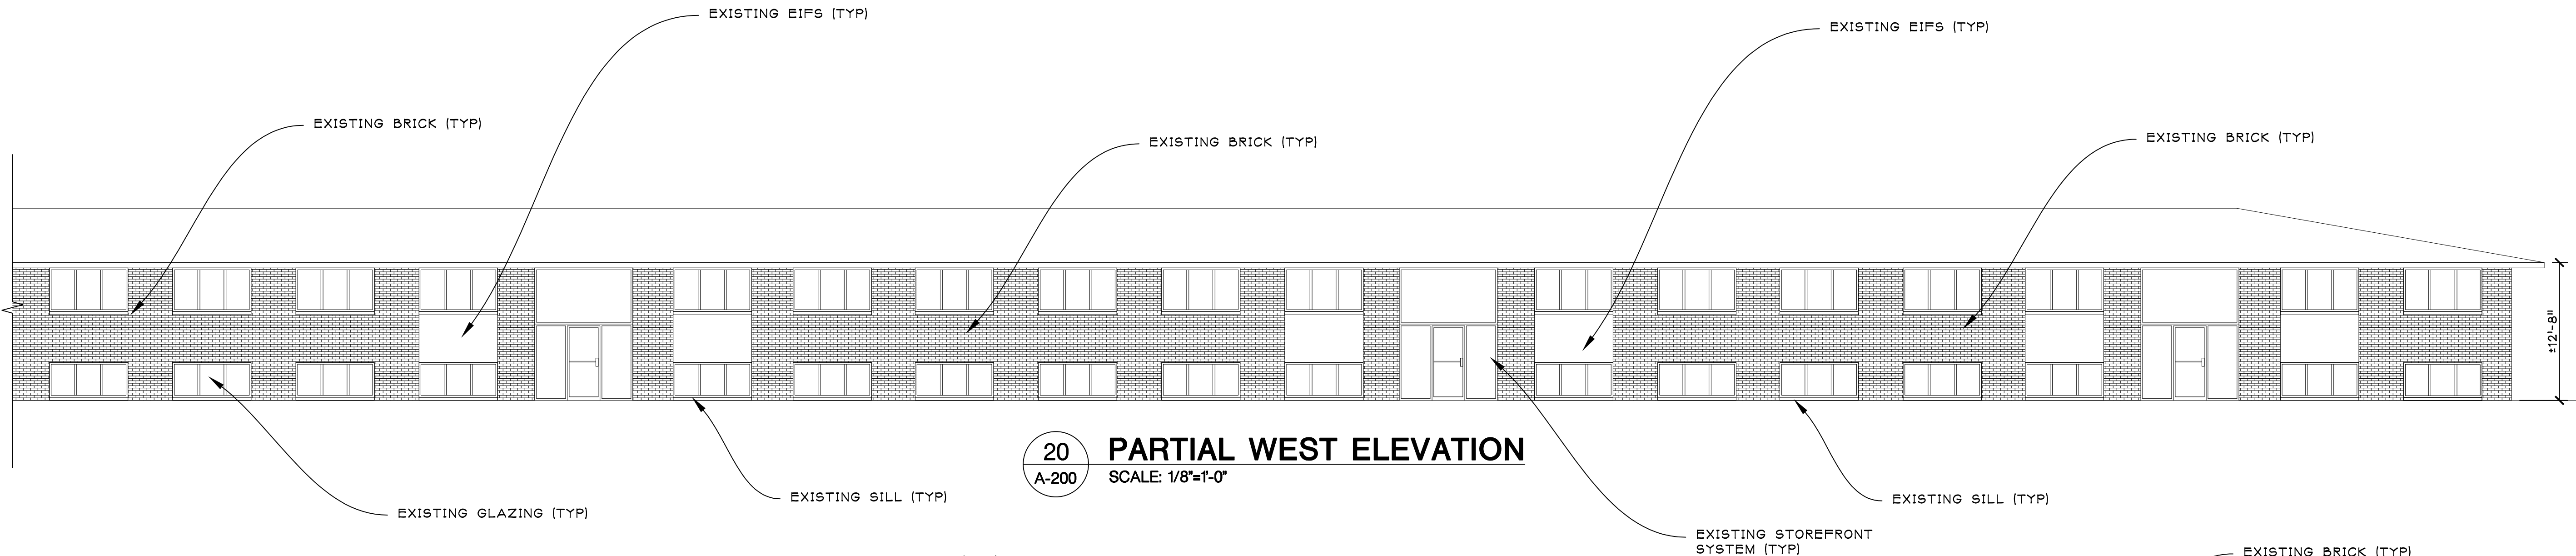 EXISTING EIFS (TYP)
EXISTING EIFS (TYP)
EXISTING BRICK (TYP)
EXISTING BRICK (TYP)
EXISTING BRICK (TYP)
±12'-8"
20
A-200
PARTIAL WEST ELEVATION
SCALE: 1/8"=1'-0"
EXISTING SILL (TYP)
EXISTING SILL (TYP)
EXISTING GLAZING (TYP)
EXISTING STOREFRONT
SYSTEM (TYP)
EXISTING BRICK (TYP)